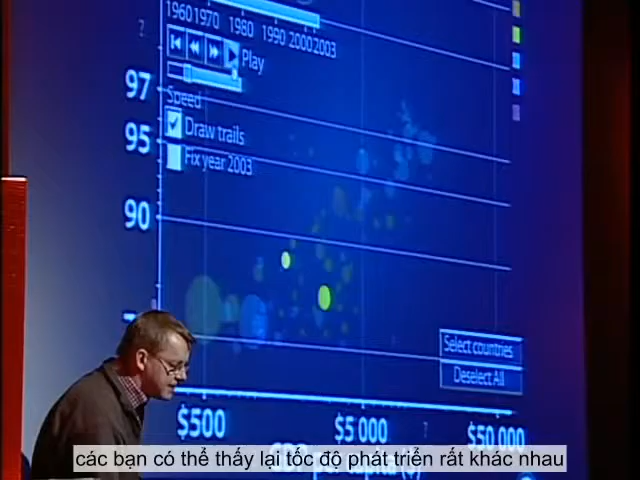 1960 1970 1980 1990 2000 2003
?
Play
Speed
Draw trails
Fix year 2003
97
95
90
Select countries
Deselect All
$500
$5 000
?
$50 000
các bạn có thể thấy lại tốc độ phát triển rất khác nhau